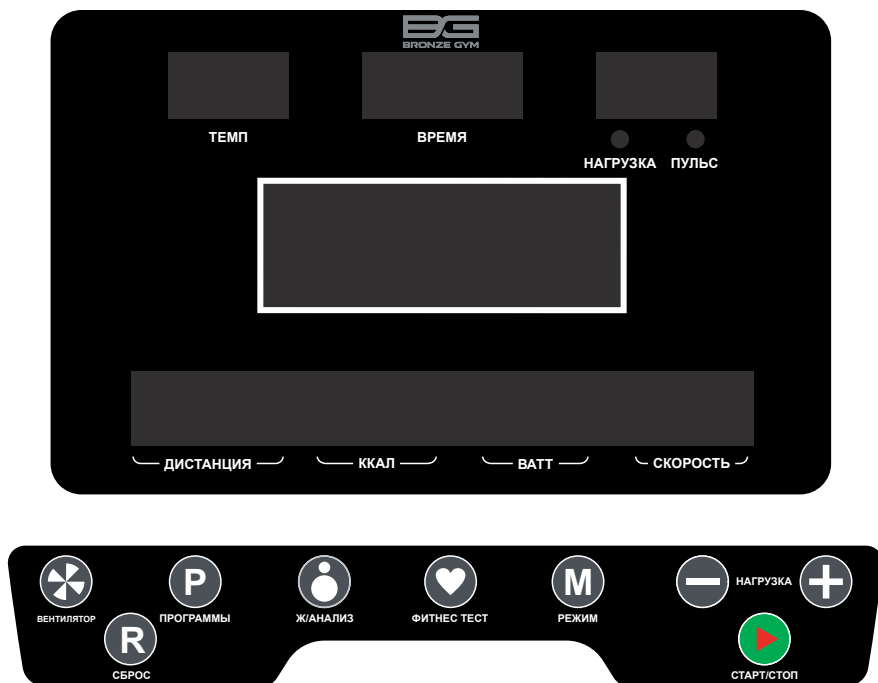 BG
BRONZE GYM
ТЕМП
ВРЕМЯ
НАГРУЗКА
ПУЛЬС
ДИСТАНЦИЯ
ККАЛ
ВАТТ
СКОРОСТЬ
P
M
НАГРУЗКА
ВЕНТИЛЯТОР
ПРОГРАММЫ
Ж/АНАЛИЗ
ФИТНЕС ТЕСТ
РЕЖИМ
R
СБРОС
СТАРТ/СТОП